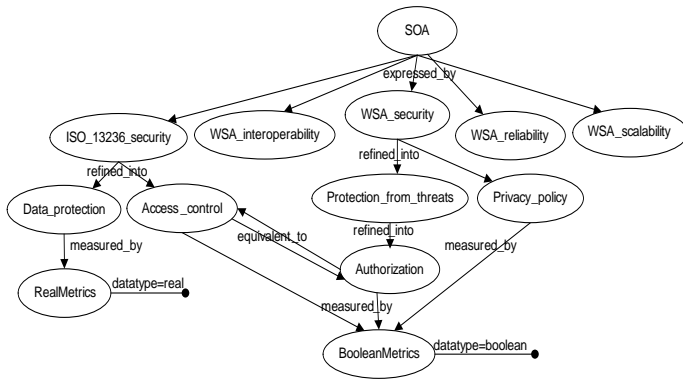 SOA
expressed_by
ISO_13236_security
WSA_interoperability
WSA_security
WSA_reliability
WSA_scalability
refined_into
refined_into
Data_protection
Access_control
Protection_from_threats
Privacy_policy
measured_by
equivalent_to
refined_into
measured_by
RealMetrics
datatype=real
Authorization
measured_by
BooleanMetrics
datatype=boolean